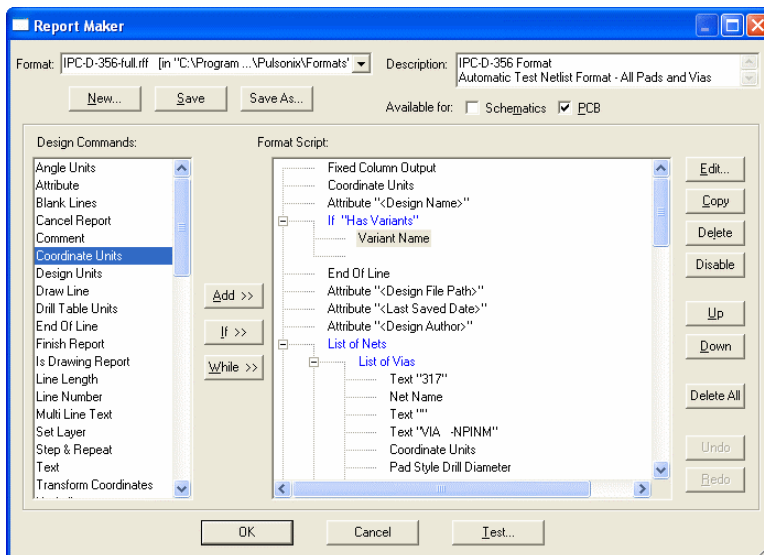 Report Maker
Format: IPC-D-356-full.rff [in "C:\Program ...\Pulsonix\Formats'
Description: IPC-D-356 Format
Automatic Test Netlist Format - All Pads and Vias
New... Save Save As...
Available for: Schematics PCB
Design Commands:
Angle Units
Attribute
Blank Lines
Cancel Report
Comment
Coordinate Units
Design Units
Draw Line
Drill Table Units
End Of Line
Finish Report
Is Drawing Report
Line Length
Line Number
Multi Line Text
Set Layer
Step & Repeat
Text
Transform Coordinates
Add >>
If >>
While >>
Format Script:
Fixed Column Output
Coordinate Units
Attribute "<Design Name>"
If "Has Variants"
Variant Name
End Of Line
Attribute "<Design File Path>"
Attribute "<Last Saved Date>"
Attribute "<Design Author>"
List of Nets
List of Vias
Text "317"
Net Name
Text ""
Text "VIA -NPINM"
Coordinate Units
Pad Style Drill Diameter
Edit...
Copy
Delete
Disable
Up
Down
Delete All
Undo
Redo
OK Cancel Test...